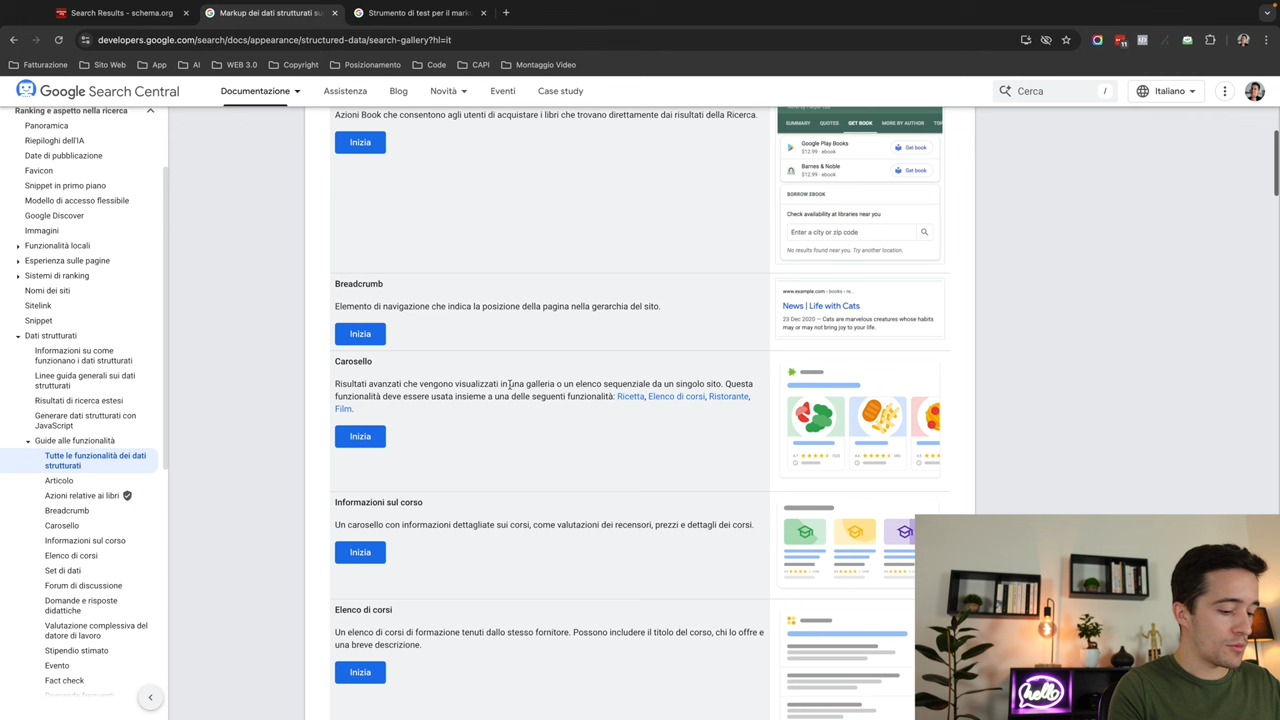 Search Results - schema.org
Markup dei dati strutturati su
Strumento di test per il marku
developers.google.com/search/docs/appearance/structured-data/search-gallery?hl=it
11
Fatturazione
Sito Web
App
AI
WEB 3.0
Copyright
Posizionamento
Code
CAPI
Montaggio Video
Google Search Central
Documentazione
Assistenza
Blog
Novità
Eventi
Case study
Cerca
/
Italiano
Ranking e aspetto nella ricerca
Panoramica
Riepiloghi dell'IA
Date di pubblicazione
Favicon
Snippet in primo piano
Modello di accesso flessibile
Google Discover
Immagini
Funzionalità locali
Esperienza sulle pagine
Sistemi di ranking
Nomi dei siti
Sitelink
Snippet
Dati strutturati
Informazioni su come
funzionano i dati strutturati
Linee guida generali sui dati
strutturati
Risultati di ricerca estesi
Generare dati strutturati con
JavaScript
Guide alle funzionalità
Tutte le funzionalità dei dati
strutturati
Articolo
Azioni relative ai libri
Breadcrumb
Carosello
Informazioni sul corso
Elenco di corsi
Set di dati
Forum di discussione
Domande e risposte
didattiche
Valutazione complessiva del
datore di lavoro
Stipendio stimato
Evento
Fact check
Azioni Book che consentono agli utenti di acquistare i libri che trovano direttamente dai risultati della Ricerca.
Inizia
SUMMARY QUOTES GET BOOK MORE BY AUTHOR
Google Play Books
$12.99 · ebook
Get book
Barnes & Noble
$12.99 · ebook
Get book
BORROW EBOOK
Check availability at libraries near you
Enter a city or zip code
No results found near you. Try another location.
Breadcrumb
Elemento di navigazione che indica la posizione della pagina nella gerarchia del sito.
Inizia
www.example.com › books › re...
News | Life with Cats
23 Dec 2020 — Cats are marvelous creatures whose habits
may or may not bring joy to your life.
Carosello
Risultati avanzati che vengono visualizzati in una galleria o un elenco sequenziale da un singolo sito. Questa
funzionalità deve essere usata insieme a una delle seguenti funzionalità: Ricetta, Elenco di corsi, Ristorante,
Film.
Inizia
Informazioni sul corso
Un carosello con informazioni dettagliate sui corsi, come valutazioni dei recensori, prezzi e dettagli dei corsi.
Inizia
Elenco di corsi
Un elenco di corsi di formazione tenuti dallo stesso fornitore. Possono includere il titolo del corso, chi lo offre e
una breve descrizione.
Inizia
hello